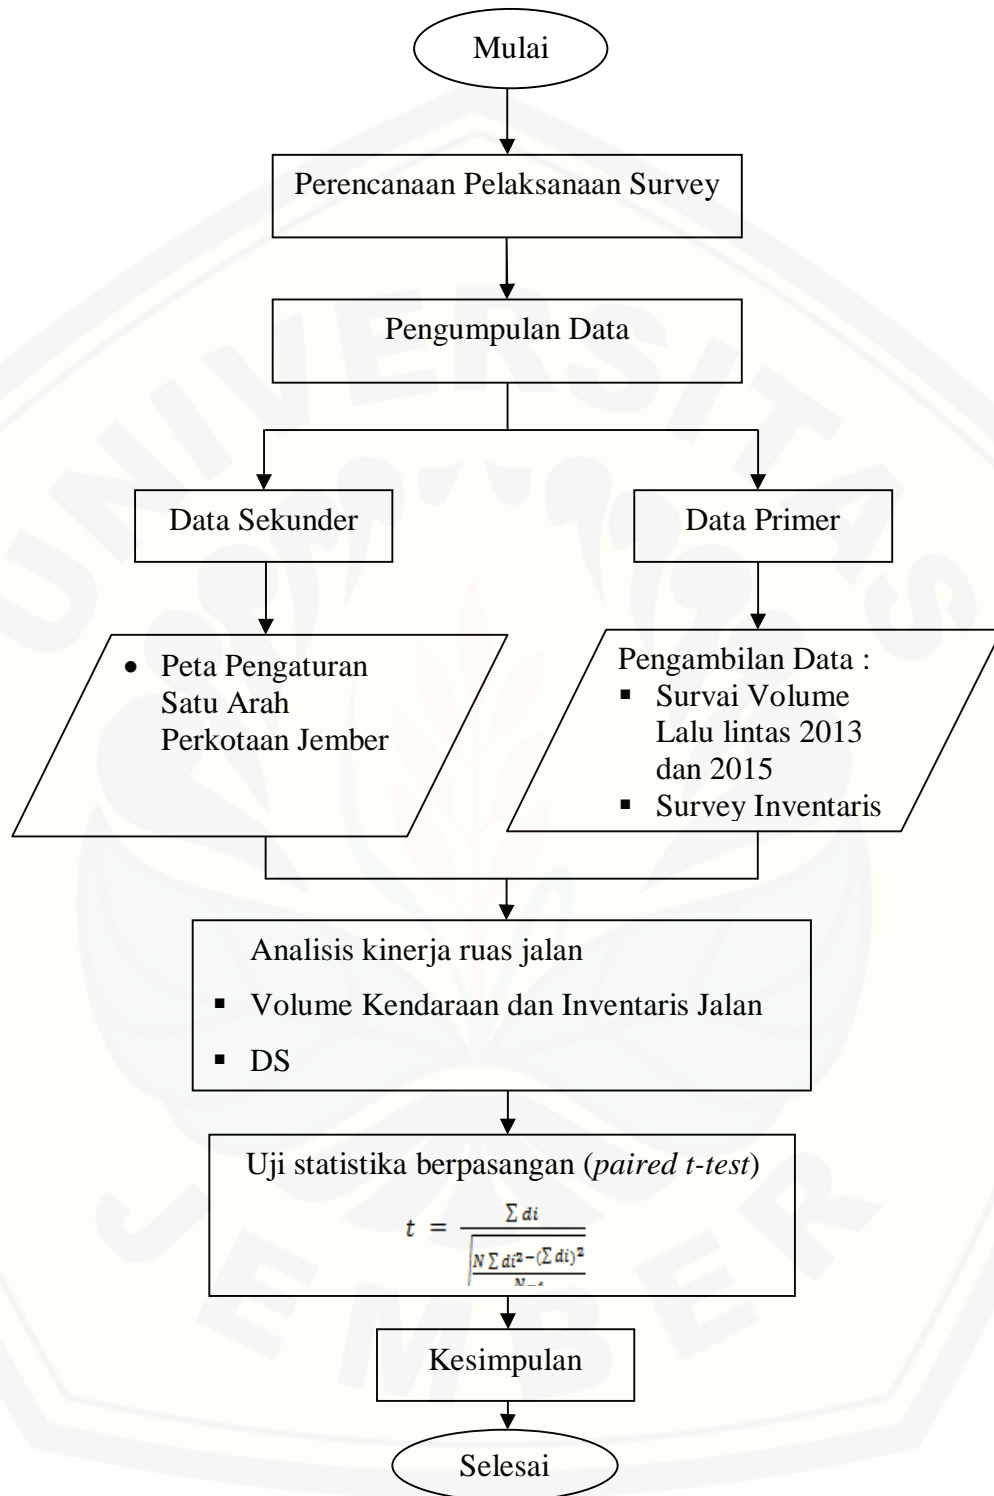 Mulai
Perencanaan Pelaksanaan Survey
Pengumpulan Data
Data Sekunder
Data Primer
• Peta Pengaturan
Satu Arah
Perkotaan Jember
Pengambilan Data :
▪ Survai Volume
Lalu lintas 2013
dan 2015
▪ Survey Inventaris
Analisis kinerja ruas jalan
▪ Volume Kendaraan dan Inventaris Jalan
▪ DS
Uji statistika berpasangan (paired t-test)
t = ∑ di
N ∑ di² −(∑ di)²
Kesimpulan
Selesai
UNIVERSITAS
JEMBER